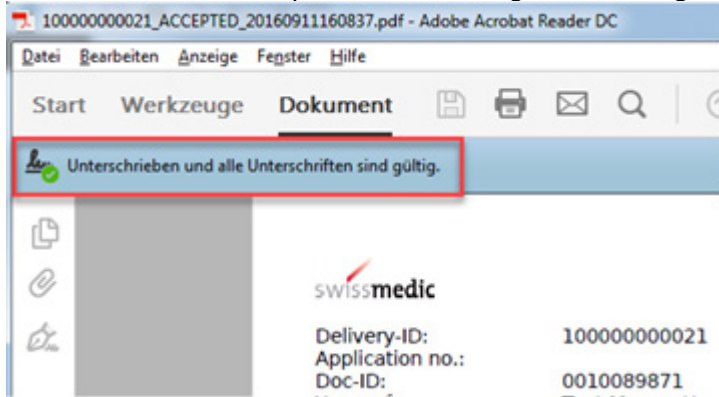 100000000021_ACCEPTED_20160911160837.pdf - Adobe Acrobat Reader DC
Datei Bearbeiten Anzeige Fenster Hilfe
Start Werkzeuge Dokument
Unterschrieben und alle Unterschriften sind gültig.
swissmedic
Delivery-ID: 100000000021
Application no.:
Doc-ID: 0010089871